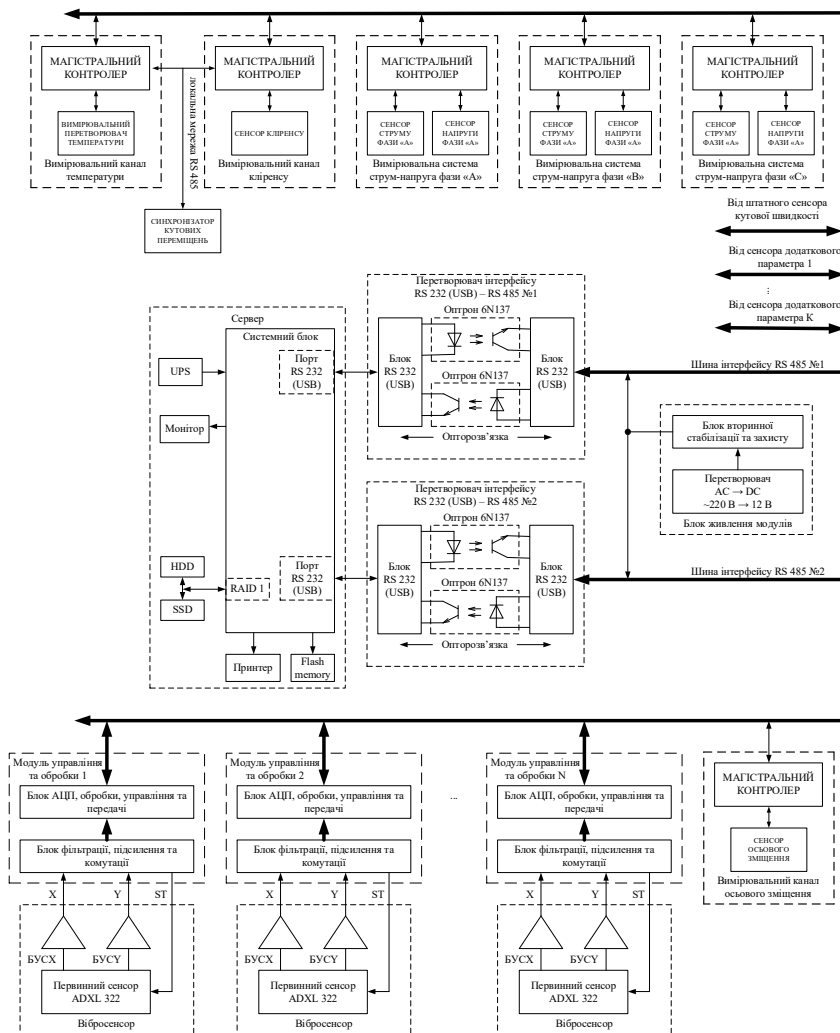 МАГІСТРАЛЬНИЙ
КОНТРОЛЕР
ВИМІРЮВАЛЬНИЙ
ПЕРЕТВОРЮВАЧ
ТЕМПЕРАТУРИ
Вимірювальний канал
температури
локальна мережа RS 485
СИНХРОНІЗАТОР
КУТОВИХ
ПЕРЕМІЩЕНЬ
МАГІСТРАЛЬНИЙ
КОНТРОЛЕР
СЕНСОР КЛІРЕНСУ
Вимірювальний канал
кліренсу
МАГІСТРАЛЬНИЙ
КОНТРОЛЕР
СЕНСОР
СТРУМУ
ФАЗИ «А»
СЕНСОР
НАПРУГИ
ФАЗИ «А»
Вимірювальна система
струм-напруга фази «А»
МАГІСТРАЛЬНИЙ
КОНТРОЛЕР
СЕНСОР
СТРУМУ
ФАЗИ «А»
СЕНСОР
НАПРУГИ
ФАЗИ «А»
Вимірювальна система
струм-напруга фази «В»
МАГІСТРАЛЬНИЙ
КОНТРОЛЕР
СЕНСОР
СТРУМУ
ФАЗИ «А»
СЕНСОР
НАПРУГИ
ФАЗИ «А»
Вимірювальна система
струм-напруга фази «С»
Від штатного сенсора
кутової швидкості
Від сенсора додаткового
параметра 1
...
Від сенсора додаткового
параметра K
Сервер
Системний блок
UPS
Монітор
HDD
SSD
RAID 1
Порт
RS 232
(USB)
Порт
RS 232
(USB)
Принтер
Flash
memory
Перетворювач інтерфейсу
RS 232 (USB) – RS 485 №1
Оптрон 6N137
Блок
RS 232
(USB)
Оптрон 6N137
Блок
RS 232
(USB)
Опторозв’язка
Шина інтерфейсу RS 485 №1
Блок вторинної
стабілізації та захисту
Перетворювач
AC → DC
~220 В → 12 В
Блок живлення модулів
Перетворювач інтерфейсу
RS 232 (USB) – RS 485 №2
Оптрон 6N137
Блок
RS 232
(USB)
Оптрон 6N137
Блок
RS 232
(USB)
Опторозв’язка
Шина інтерфейсу RS 485 №2
Модуль управління
та обробки 1
Блок АЦП, обробки, управління та
передачі
Блок фільтрації, підсилення та
комутації
X
Y
ST
БУСX
БУСY
Первинний сенсор
ADXL 322
Вібросенсор
Модуль управління
та обробки 2
Блок АЦП, обробки, управління та
передачі
Блок фільтрації, підсилення та
комутації
X
Y
ST
БУСX
БУСY
Первинний сенсор
ADXL 322
Вібросенсор
...
Модуль управління
та обробки N
Блок АЦП, обробки, управління та
передачі
Блок фільтрації, підсилення та
комутації
X
Y
ST
БУСX
БУСY
Первинний сенсор
ADXL 322
Вібросенсор
МАГІСТРАЛЬНИЙ
КОНТРОЛЕР
СЕНСОР
ОСЬОВОГО
ЗМІЩЕННЯ
Вимірювальний канал
осьового зміщення